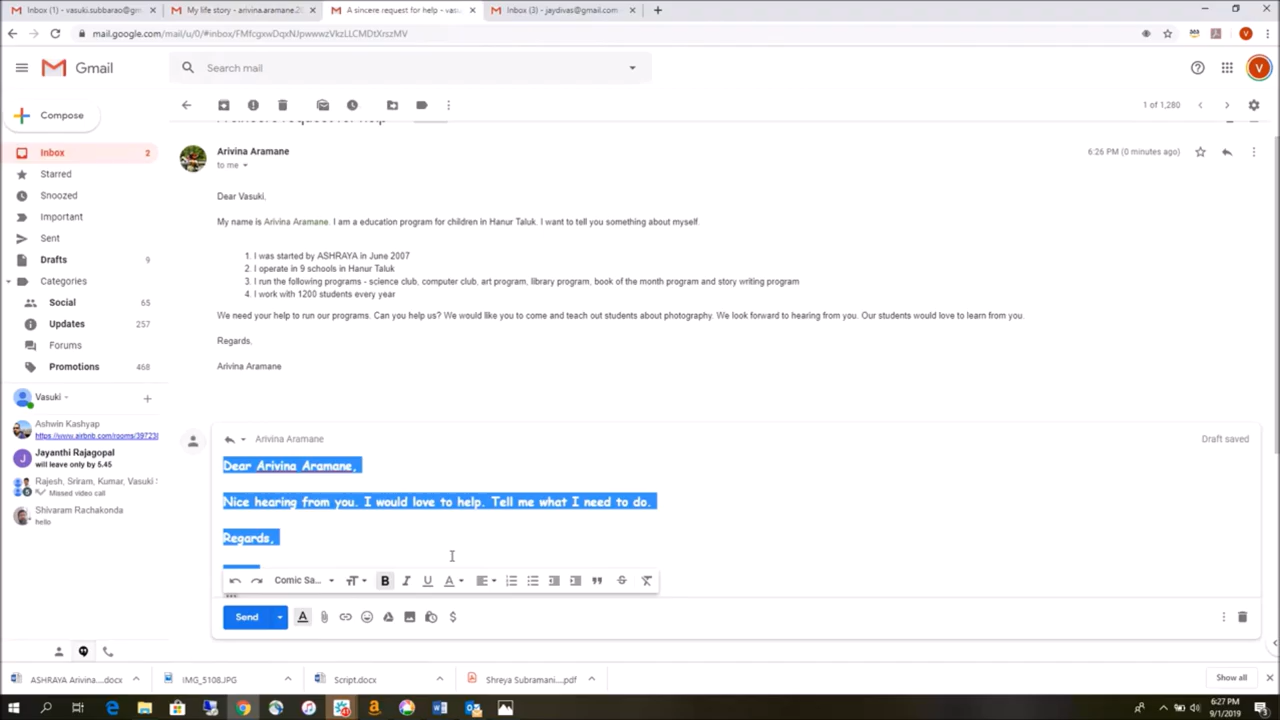 Inbox (1) - vasuki.subbarao@gm
My life story - arivina.aramane.20
A sincere request for help - vasu
Inbox (3) - jaydivas@gmail.com
mail.google.com/mail/u/0/#inbox/FMfcgxwDqxNJpwwwzVkzLLCMDtXrszMV
V
Gmail
Search mail
V
Compose
1 of 1,280
Inbox 2
Starred
Snoozed
Important
Sent
Drafts 9
Categories
Social 65
Updates 257
Forums
Promotions 468
Vasuki
Ashwin Kashyap
https://www.airbnb.com/rooms/39723
J
Jayanthi Rajagopal
will leave only by 5.45
Rajesh, Sriram, Kumar, Vasuki
Missed video call
Shivaram Rachakonda
hello
A sincere request for help
Arivina Aramane
to me
6:26 PM (0 minutes ago)
Dear Vasuki,
My name is Arivina Aramane. I am a education program for children in Hanur Taluk. I want to tell you something about myself.
1. I was started by ASHRAYA in June 2007
2. I operate in 9 schools in Hanur Taluk
3. I run the following programs - science club, computer club, art program, library program, book of the month program and story writing program
4. I work with 1200 students every year
We need your help to run our programs. Can you help us? We would like you to come and teach out students about photography. We look forward to hearing from you. Our students would love to learn from you.
Regards,
Arivina Aramane
Arivina Aramane
Draft saved
Dear Arivina Aramane,
Nice hearing from you. I would love to help. Tell me what I need to do.
Regards,
Comic Sa...
B
I
U
A
S
Send
A
$
ASHRAYA Arivina....docx
IMG_5108.JPG
Script.docx
Shreya Subramani....pdf
Show all
6:27 PM
9/1/2019